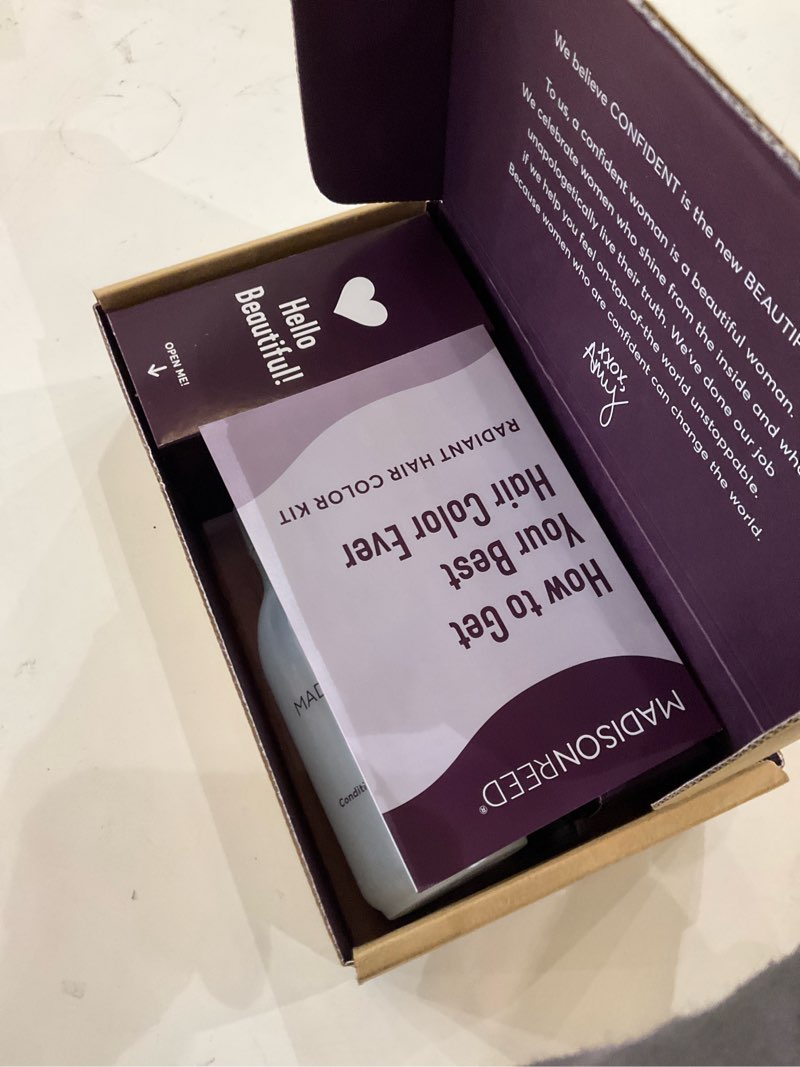 We believe CONFIDENT is the new
To us, a confident woman is a beautiful woman.
We celebrate women who shine from the inside and
unapologetically live their truth. We've done our job
if we help you feel on-top-of-the world unstoppable.
Because women who are confident can change the world.
xoxx,
Amy
Hello
Beautiful!
OPEN ME!
MADISONREED®
How to Get
Your Best
Hair Color Ever
RADIANT HAIR COLOR KIT
MAD
Conditi